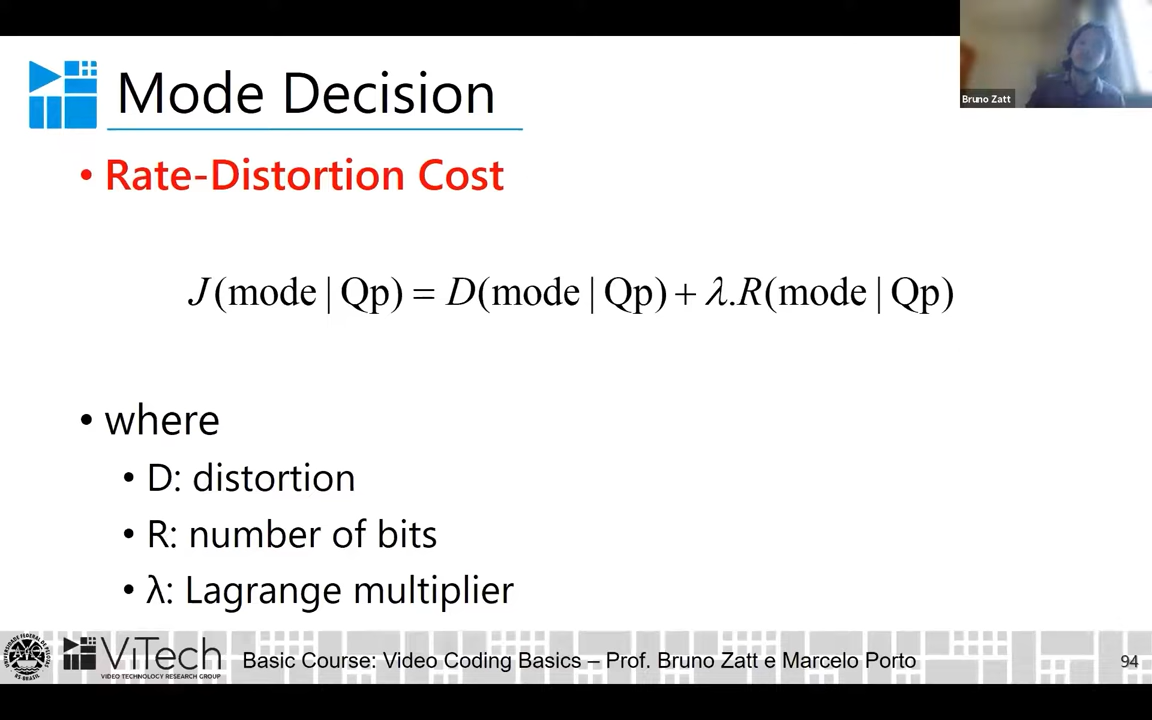 Bruno Zatt
Mode Decision
• Rate-Distortion Cost
J(mode | Qp) = D(mode | Qp) + λ.R(mode | Qp)
• where
• D: distortion
• R: number of bits
• λ: Lagrange multiplier
ViTech
VIDEO TECHNOLOGY RESEARCH GROUP
Basic Course: Video Coding Basics – Prof. Bruno Zatt e Marcelo Porto
94